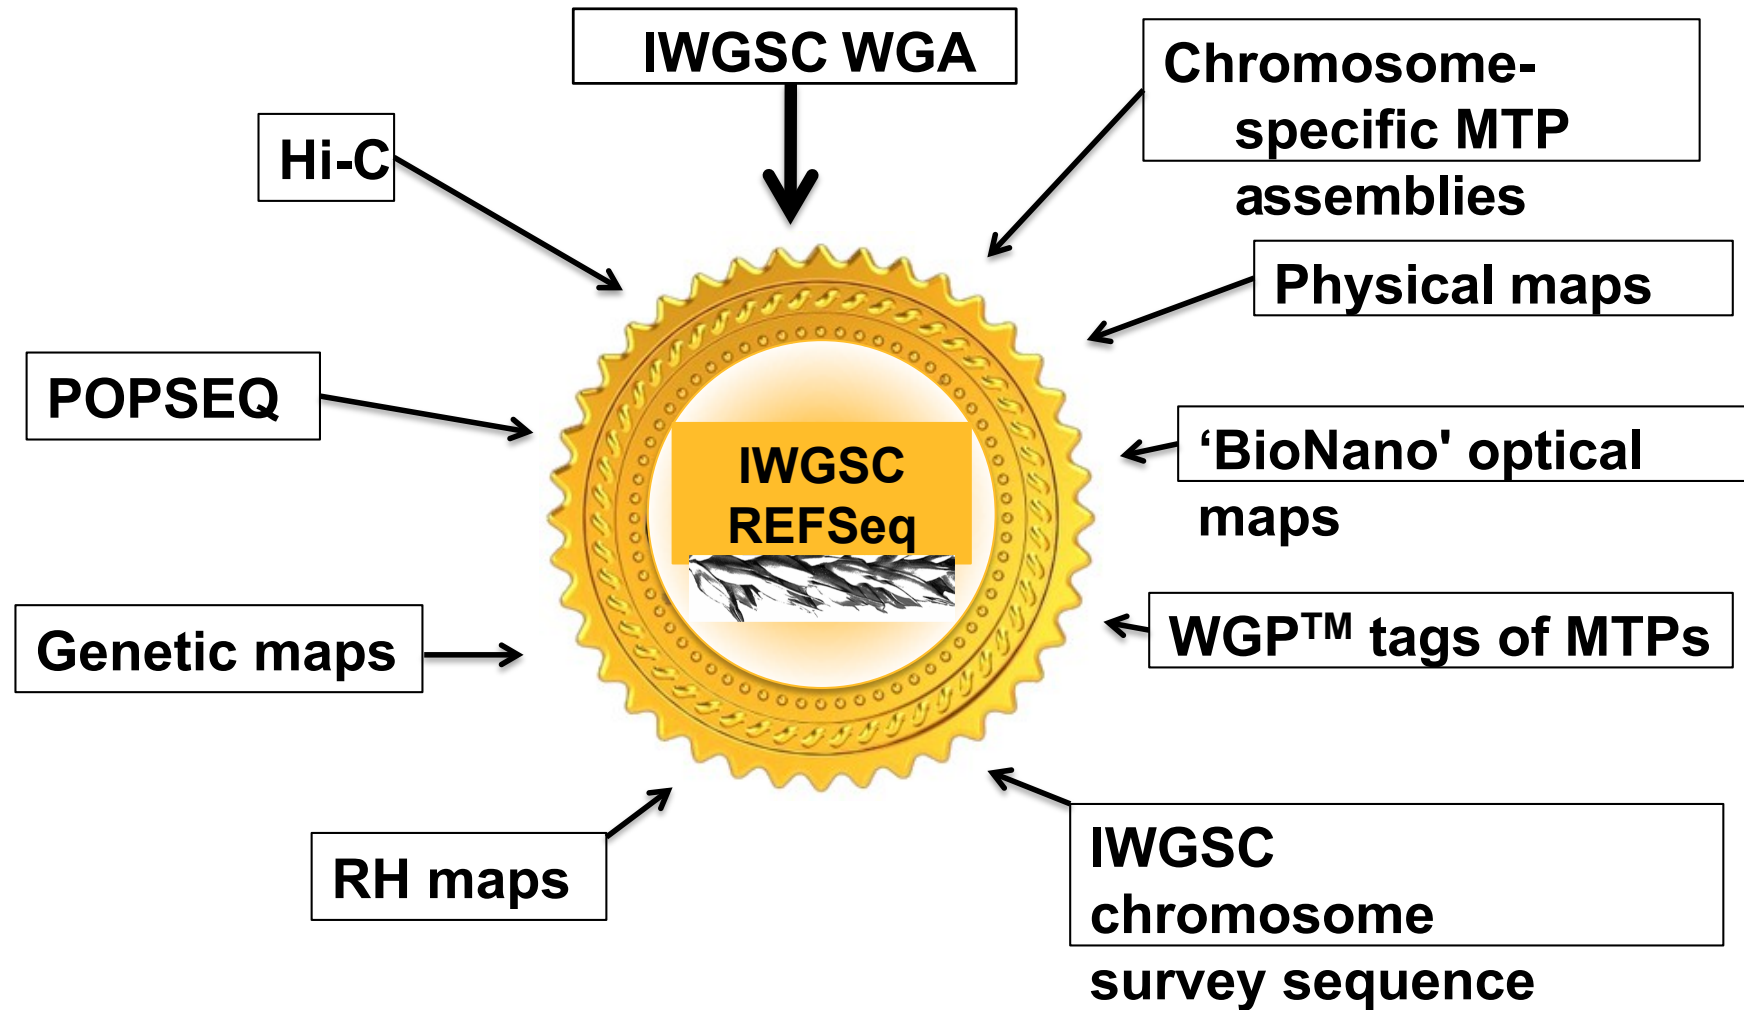 IWGSC WGA
Chromosome-
specific MTP
assemblies
Hi-C
Physical maps
POPSEQ
‘BioNano' optical
maps
IWGSC
REFSeq
WGP™ tags of MTPs
Genetic maps
RH maps
IWGSC
chromosome
survey sequence